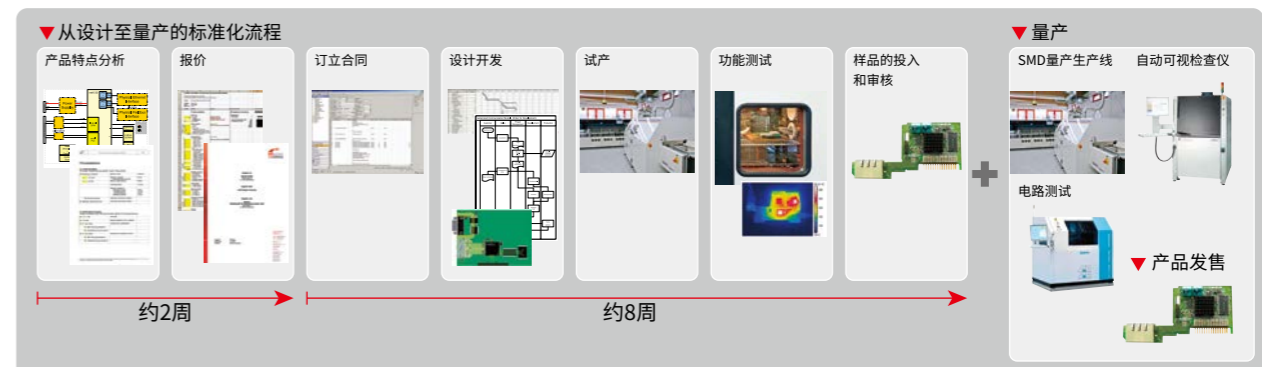 ▼从设计至量产的标准化流程
产品特点分析
报价
订立合同
设计开发
试产
功能测试
样品的投入
和审核
约2周
约8周
▼量产
SMD量产生产线
自动可视检查仪
电路测试
▼产品发售